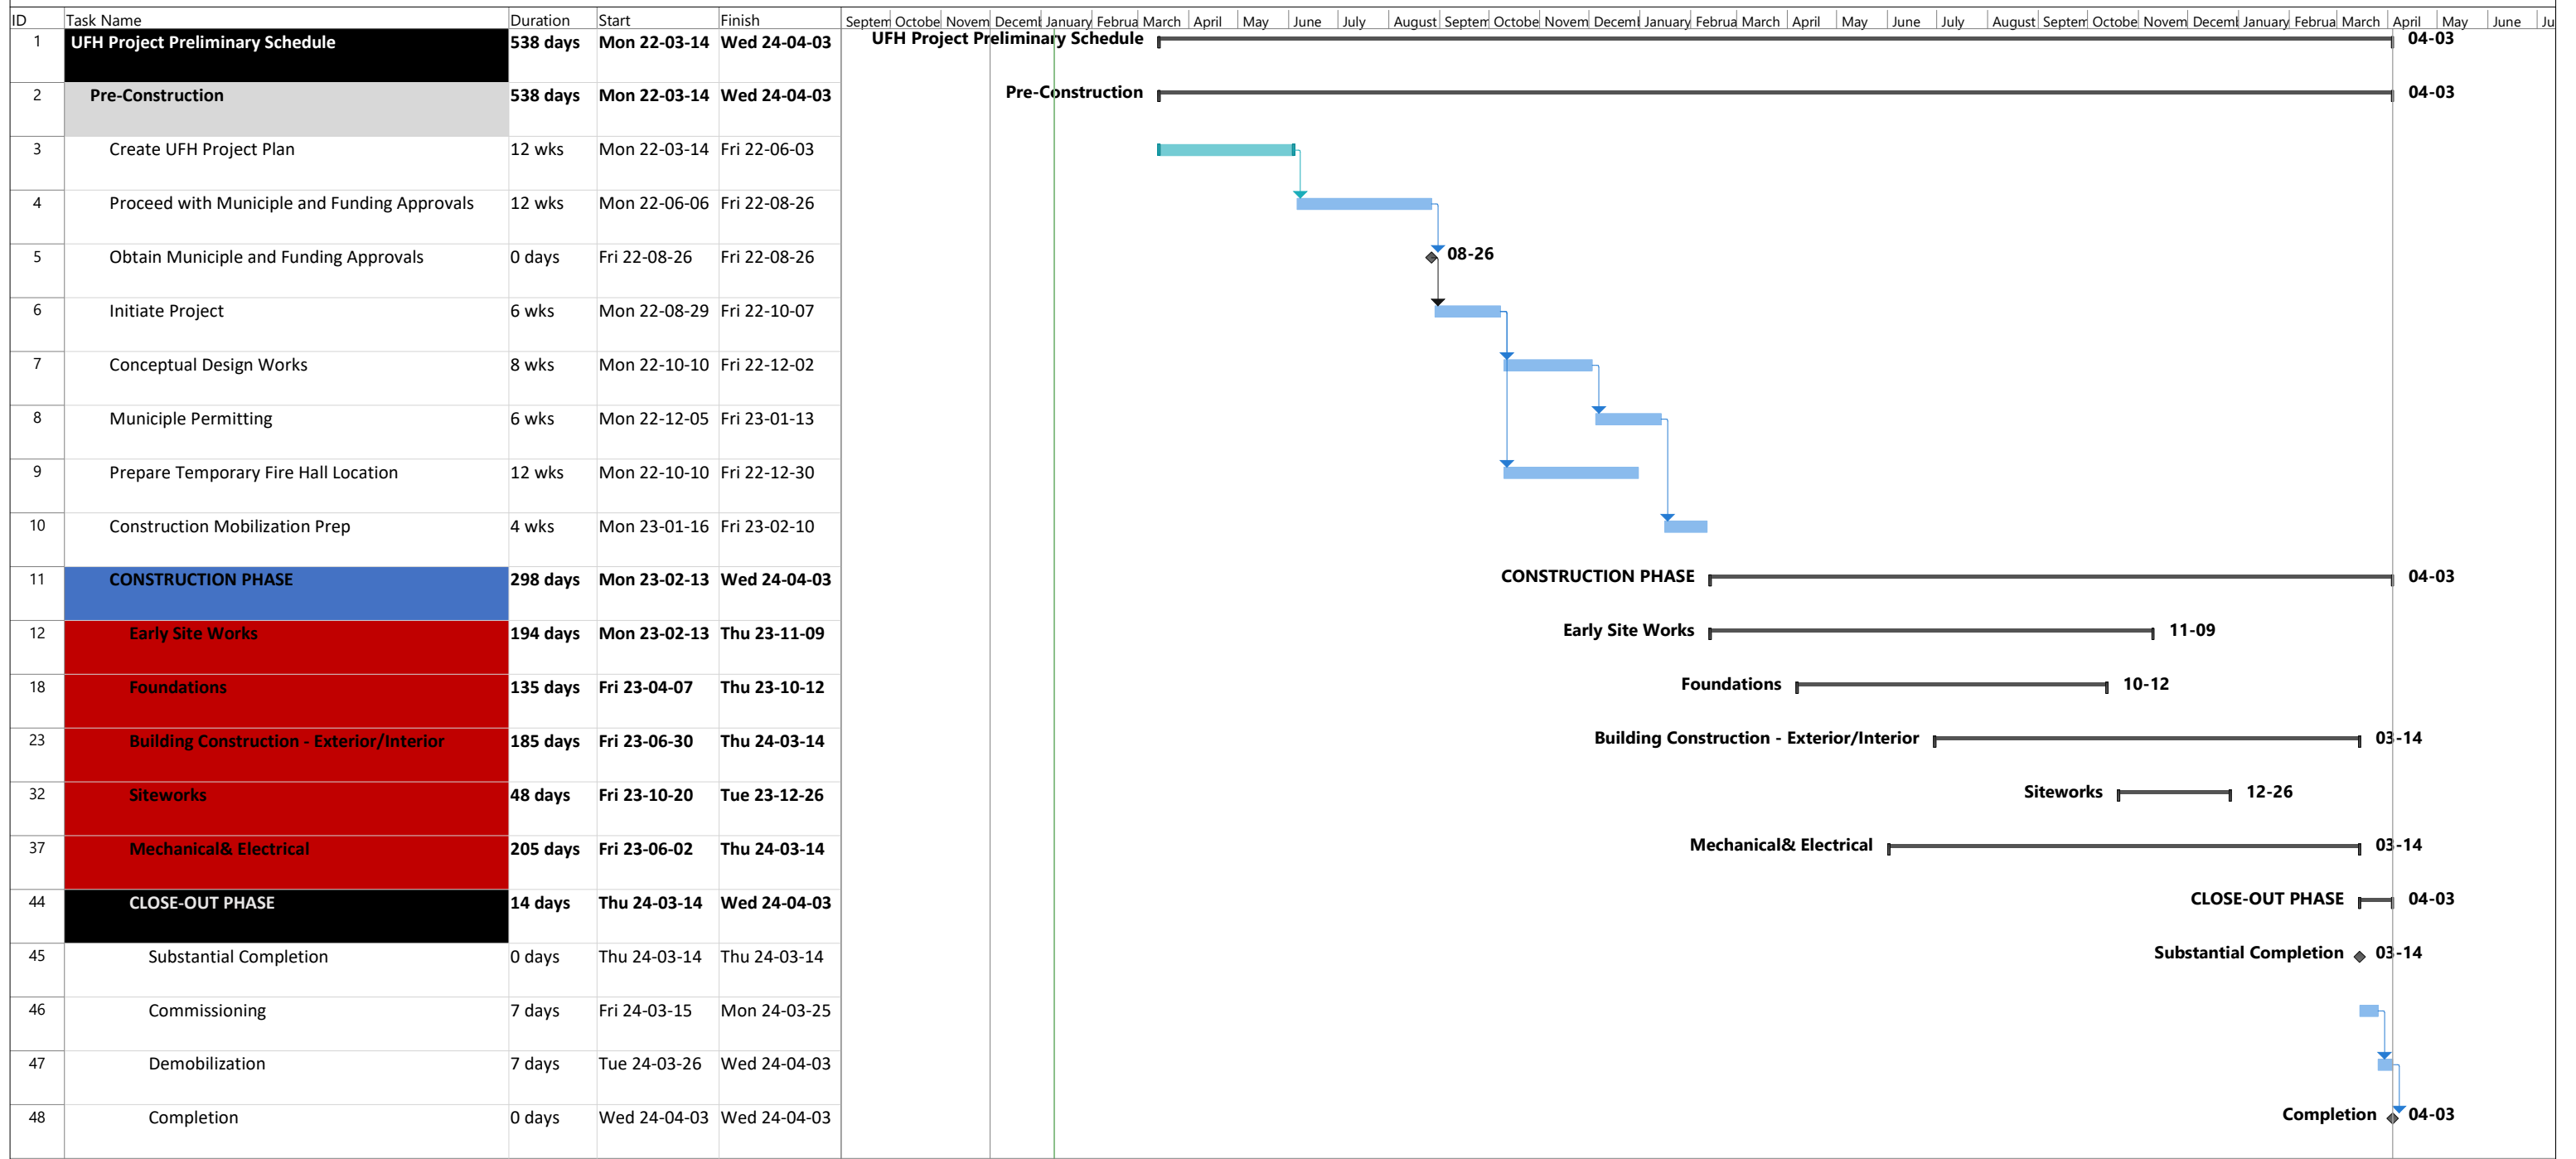 ID Task Name Duration Start Finish Septem Octobe Novem Decemb January Februa March April May June July August Septem Octobe Novem Decemb January Februa March April May June July August Septem Octobe Novem Decemb January Februa March April May June Ju
1 UFH Project Preliminary Schedule 538 days Mon 22-03-14 Wed 24-04-03 UFH Project Preliminary Schedule 04-03
2 Pre-Construction 538 days Mon 22-03-14 Wed 24-04-03 Pre-Construction 04-03
3 Create UFH Project Plan 12 wks Mon 22-03-14 Fri 22-06-03
4 Proceed with Municiple and Funding Approvals 12 wks Mon 22-06-06 Fri 22-08-26
5 Obtain Municiple and Funding Approvals 0 days Fri 22-08-26 Fri 22-08-26 08-26
6 Initiate Project 6 wks Mon 22-08-29 Fri 22-10-07
7 Conceptual Design Works 8 wks Mon 22-10-10 Fri 22-12-02
8 Municiple Permitting 6 wks Mon 22-12-05 Fri 23-01-13
9 Prepare Temporary Fire Hall Location 12 wks Mon 22-10-10 Fri 22-12-30
10 Construction Mobilization Prep 4 wks Mon 23-01-16 Fri 23-02-10
11 CONSTRUCTION PHASE 298 days Mon 23-02-13 Wed 24-04-03 CONSTRUCTION PHASE 04-03
12 Early Site Works 194 days Mon 23-02-13 Thu 23-11-09 Early Site Works 11-09
18 Foundations 135 days Fri 23-04-07 Thu 23-10-12 Foundations 10-12
23 Building Construction - Exterior/Interior 185 days Fri 23-06-30 Thu 24-03-14 Building Construction - Exterior/Interior 03-14
32 Siteworks 48 days Fri 23-10-20 Tue 23-12-26 Siteworks 12-26
37 Mechanical& Electrical 205 days Fri 23-06-02 Thu 24-03-14 Mechanical& Electrical 03-14
44 CLOSE-OUT PHASE 14 days Thu 24-03-14 Wed 24-04-03 CLOSE-OUT PHASE 04-03
45 Substantial Completion 0 days Thu 24-03-14 Thu 24-03-14 Substantial Completion 03-14
46 Commissioning 7 days Fri 24-03-15 Mon 24-03-25
47 Demobilization 7 days Tue 24-03-26 Wed 24-04-03
48 Completion 0 days Wed 24-04-03 Wed 24-04-03 Completion 04-03